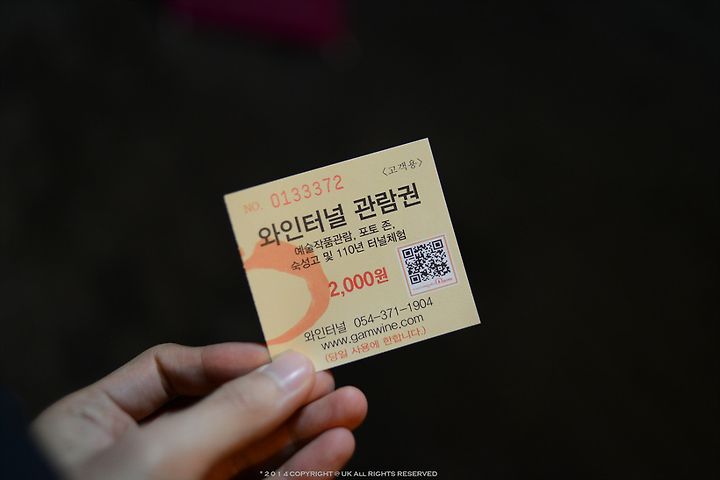 <고객용>
NO. 0133372
와인터널 관람권
예술작품관람, 포토 존,
숙성고 및 110년 터널체험
2,000원
와인터널 054-371-1904
www.gamwine.com
(당일 사용에 한합니다.)
* 2 0 1 4 COPYRIGHT @ UK ALL RIGHTS RESERVED